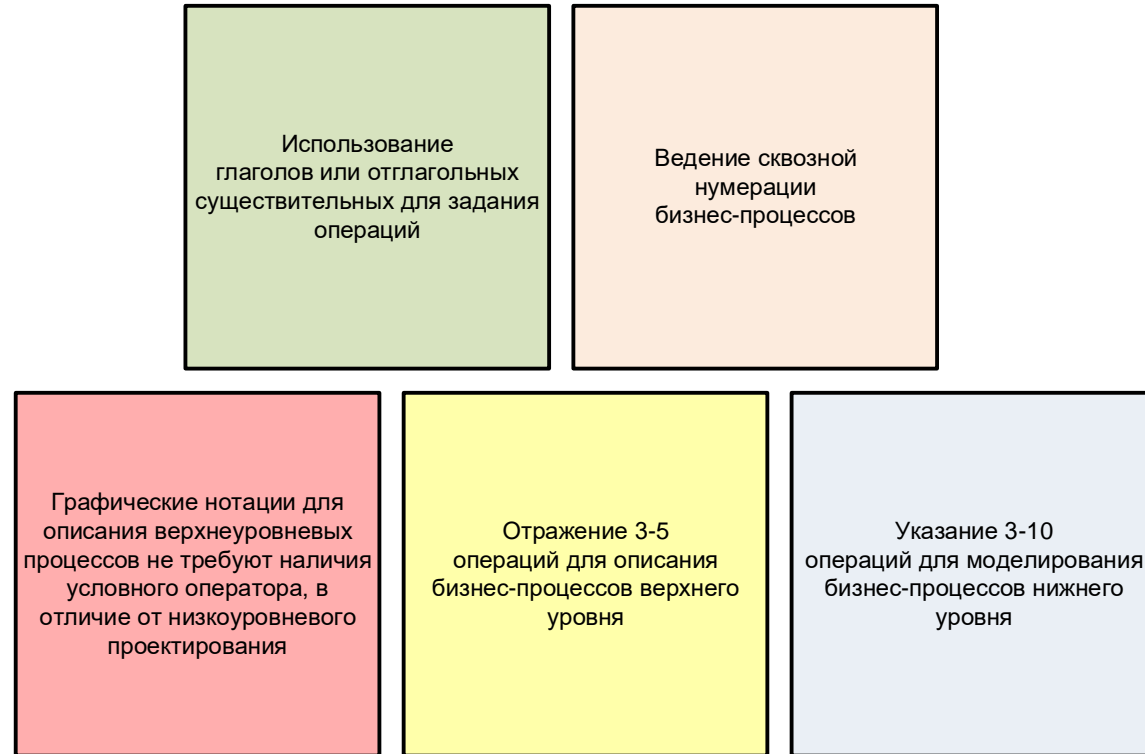 Использование
глаголов или отглагольных
существительных для задания
операций
Ведение сквозной
нумерации
бизнес-процессов
Графические нотации для
описания верхнеуровневых
процессов не требуют наличия
условного оператора, в
отличие от низкоуровневого
проектирования
Отражение 3-5
операций для описания
бизнес-процессов верхнего
уровня
Указание 3-10
операций для моделирования
бизнес-процессов нижнего
уровня